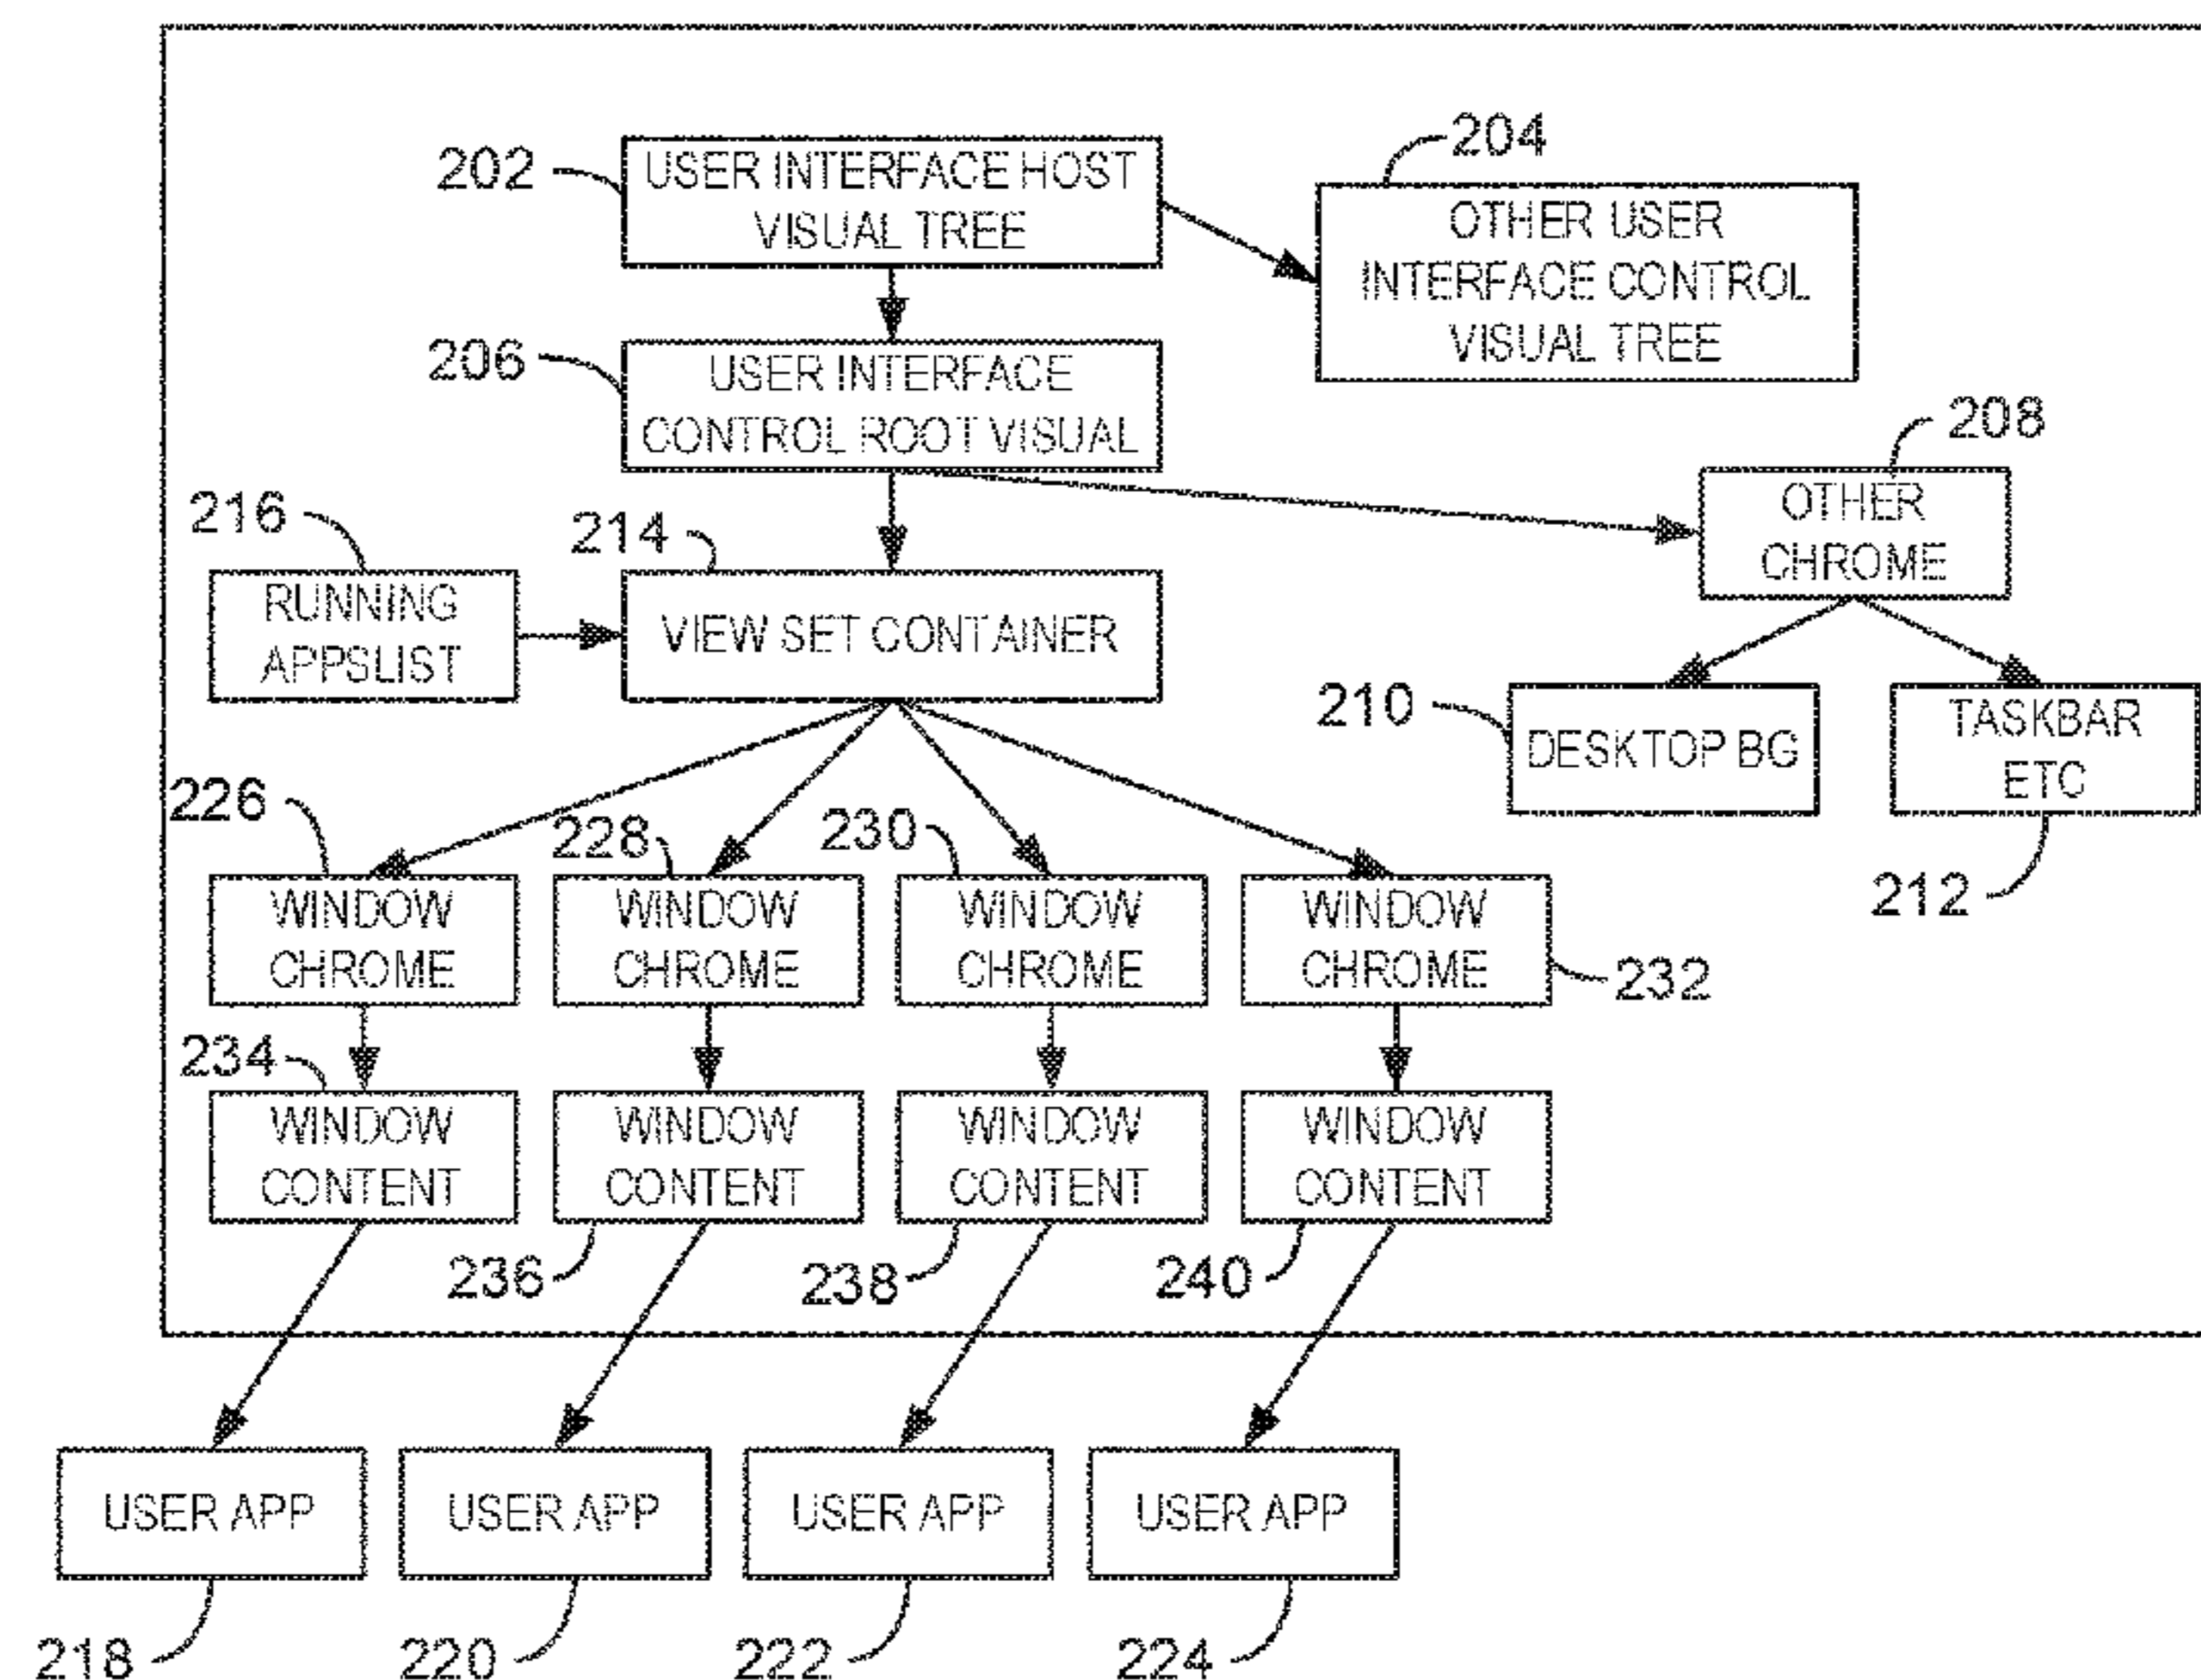 204
202
USER INTERFACE HOST
VISUAL TREE
OTHER USER
INTERFACE CONTROL
VISUAL TREE
206
USER INTERFACE
CONTROL ROOT VISUAL
208
OTHER
CHROME
216
214
RUNNING
APPSLIST
VIEW SET CONTAINER
210
DESKTOP BG
TASKBAR
ETC
212
226
228
230
WINDOW
CHROME
WINDOW
CHROME
WINDOW
CHROME
WINDOW
CHROME
232
234
WINDOW
CONTENT
WINDOW
CONTENT
WINDOW
CONTENT
WINDOW
CONTENT
236
238
240
USER APP
USER APP
USER APP
USER APP
218
220
222
224